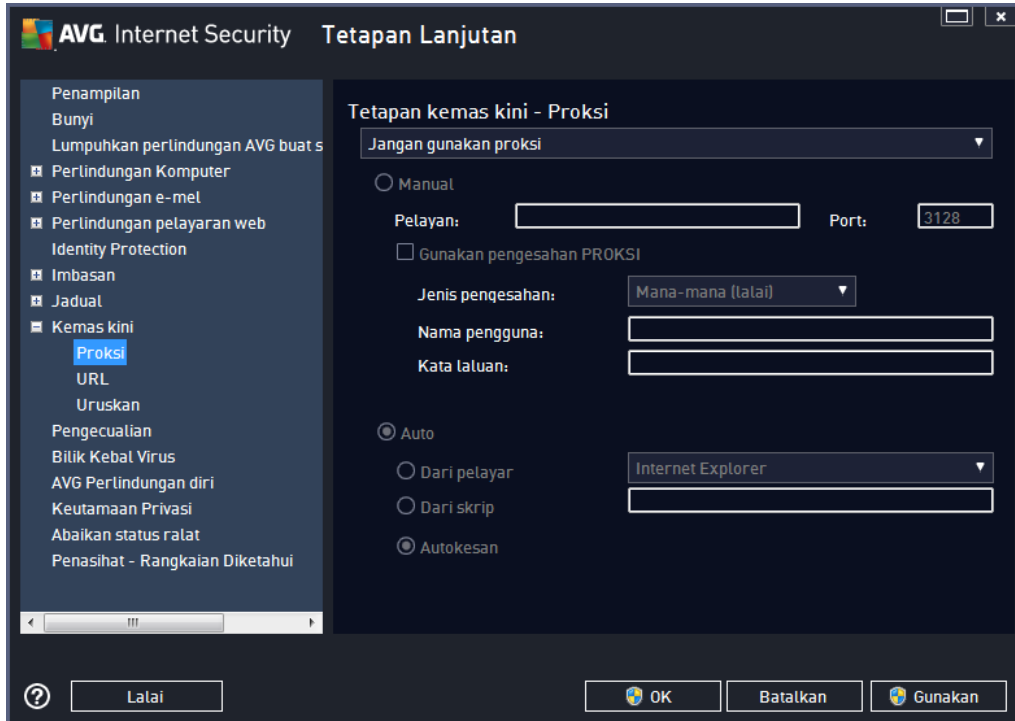 AVG. Internet Security Tetapan Lanjutan
Penampilan
Bunyi
Lumpuhkan perlindungan AVG buat s
Perlindungan Komputer
Perlindungan e-mel
Perlindungan pelayaran web
Identity Protection
Imbasan
Jadual
Kemas kini
Proksi
URL
Uruskan
Pengecualian
Bilik Kebal Virus
AVG Perlindungan diri
Keutamaan Privasi
Abaikan status ralat
Penasihat - Rangkaian Diketahui
Tetapan kemas kini - Proksi
Jangan gunakan proksi
Manual
Pelayan: Port: 3128
Gunakan pengesahan PROKSI
Jenis pengesahan: Mana-mana (lalai)
Nama pengguna:
Kata laluan:
Auto
Dari pelayar Internet Explorer
Dari skrip
Autokesan
Lalai OK Batalkan Gunakan